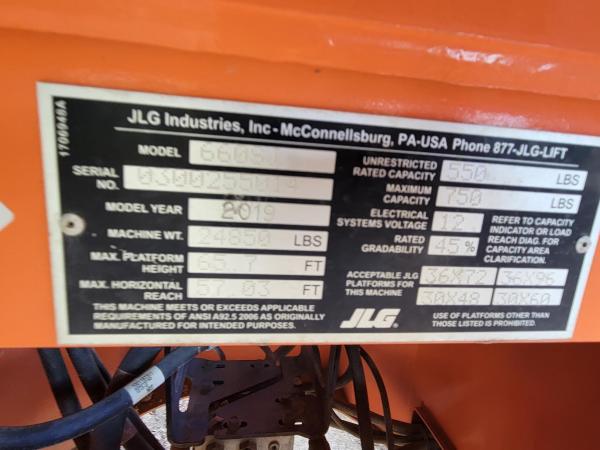 JLG Industries, Inc - McConnellsburg, PA-USA Phone 877-JLG-LIFT
1706948A
MODEL 660SJ
SERIAL NO. 0300255014
MODEL YEAR 2019
MACHINE WT. 24850 LBS
MAX. PLATFORM HEIGHT 65 FT
MAX. HORIZONTAL REACH 57.03 FT
THIS MACHINE MEETS OR EXCEEDS APPLICABLE
REQUIREMENTS OF ANSI A92.5 2006 AS ORIGINALLY
MANUFACTURED FOR INTENDED PURPOSES.
UNRESTRICTED RATED CAPACITY 550 LBS
MAXIMUM CAPACITY 750 LBS
ELECTRICAL SYSTEMS VOLTAGE 12
RATED GRADABILITY 45 %
REFER TO CAPACITY
INDICATOR OR LOAD
REACH DIAG. FOR
CAPACITY AREA
CLARIFICATION.
ACCEPTABLE JLG
PLATFORMS FOR
THIS MACHINE
36X72 36X96
30X48 30X60
JLG
USE OF PLATFORMS OTHER THAN
THOSE LISTED IS PROHIBITED.